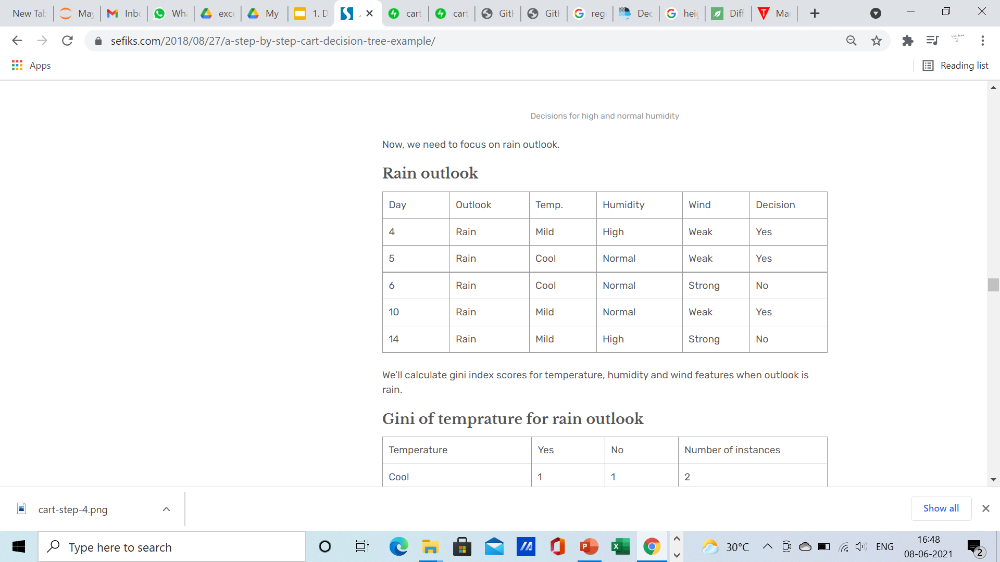 New Tab
May
Inbo
Wha
exce
My
1. D
cart
cart
GitH
GitH
regr
Dec
heig
Diff
Mac
sefiks.com/2018/08/27/a-step-by-step-cart-decision-tree-example/
Apps
Reading list
Decisions for high and normal humidity
Now, we need to focus on rain outlook.
Rain outlook
Day Outlook Temp. Humidity Wind Decision
4 Rain Mild High Weak Yes
5 Rain Cool Normal Weak Yes
6 Rain Cool Normal Strong No
10 Rain Mild Normal Weak Yes
14 Rain Mild High Strong No
We’ll calculate gini index scores for temperature, humidity and wind features when outlook is
rain.
Gini of temprature for rain outlook
Temperature Yes No Number of instances
Cool 1 1 2
cart-step-4.png
Show all
Type here to search
30°C
ENG
16:48
08-06-2021
2